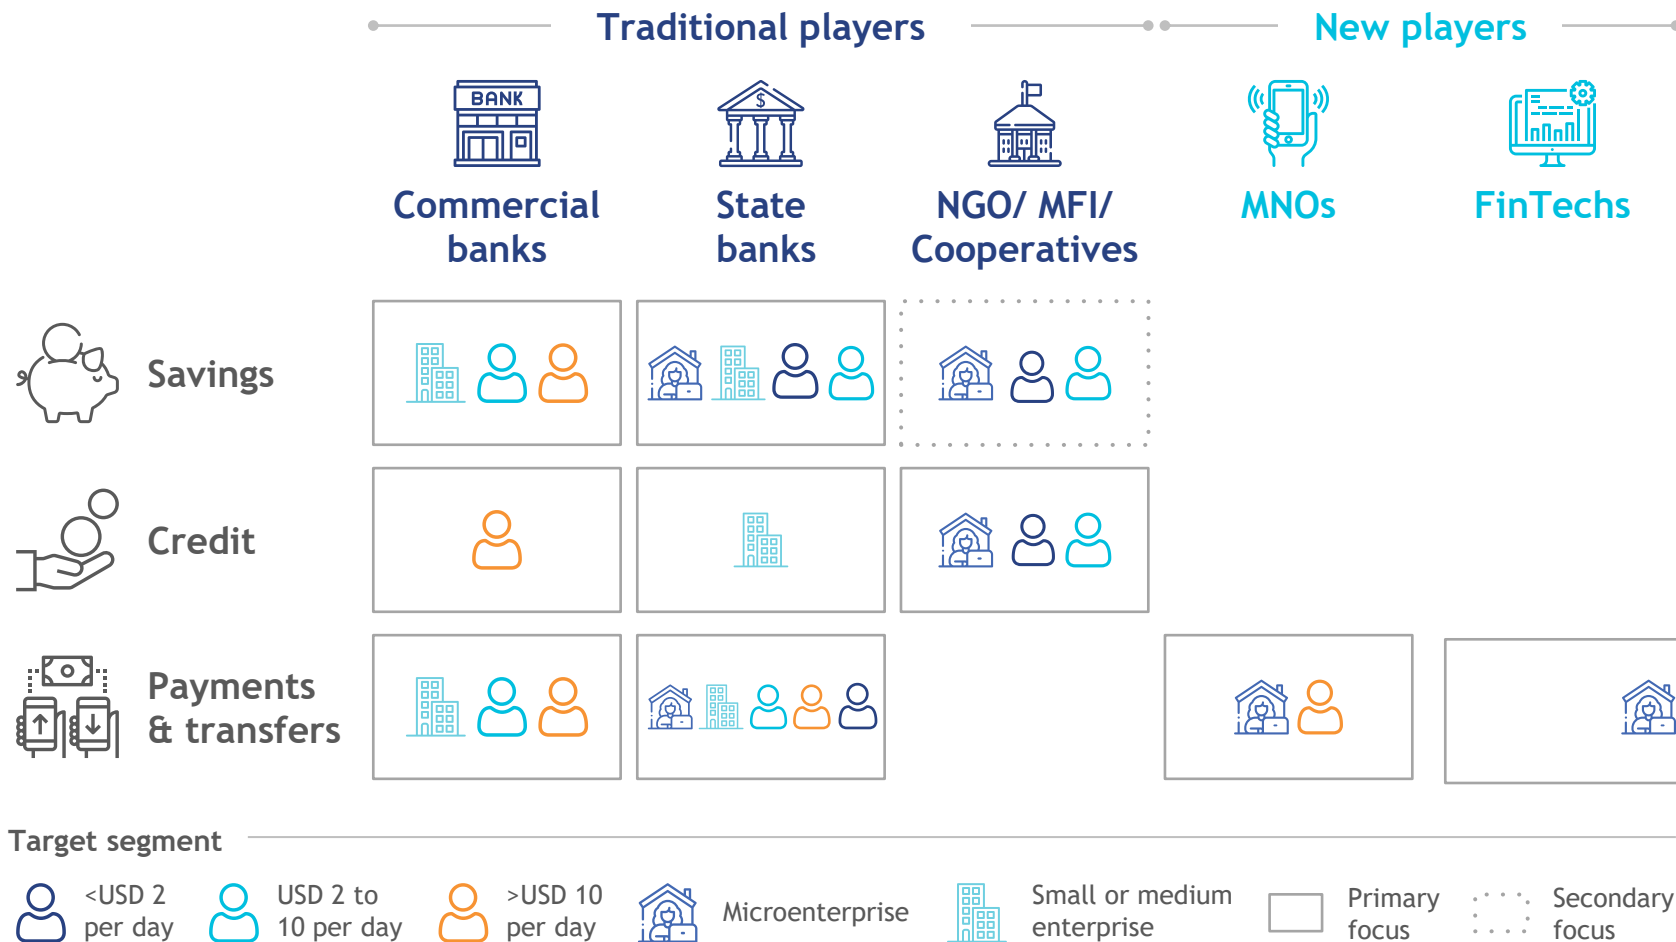 Traditional players
New players
BANK
$
Commercial
banks
State
banks
NGO/ MFI/
Cooperatives
MNOs
FinTechs
Savings
Credit
Payments
& transfers
Target segment
<USD 2
per day
USD 2 to
10 per day
>USD 10
per day
Microenterprise
Small or medium
enterprise
Primary
focus
Secondary
focus